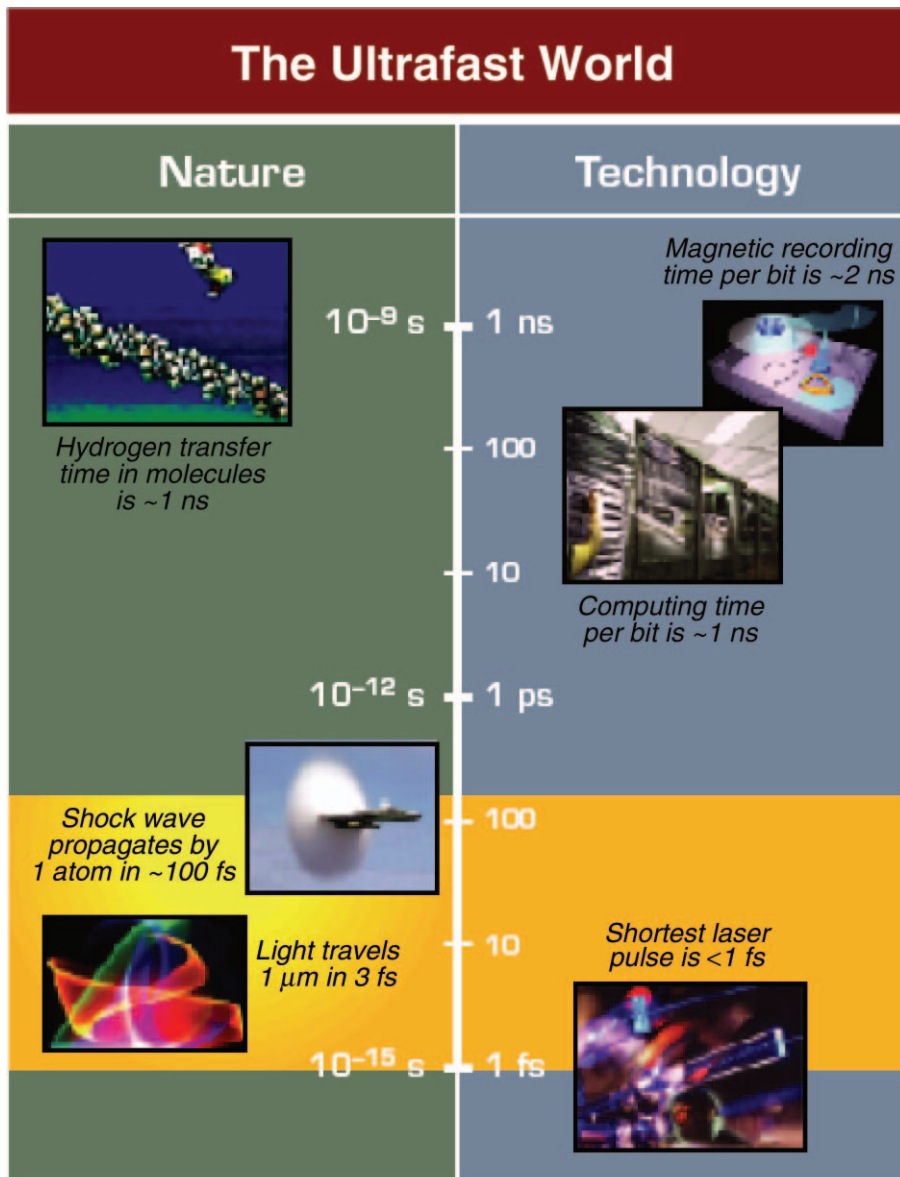 The Ultrafast World
Nature
Technology
Magnetic recording
time per bit is ~2 ns
10⁻⁹ s
1 ns
Hydrogen transfer
time in molecules
is ~1 ns
100
10
Computing time
per bit is ~1 ns
10⁻¹² s
1 ps
Shock wave
propagates by
1 atom in ~100 fs
100
Light travels
1 μm in 3 fs
10
Shortest laser
pulse is <1 fs
10⁻¹⁵ s
1 fs